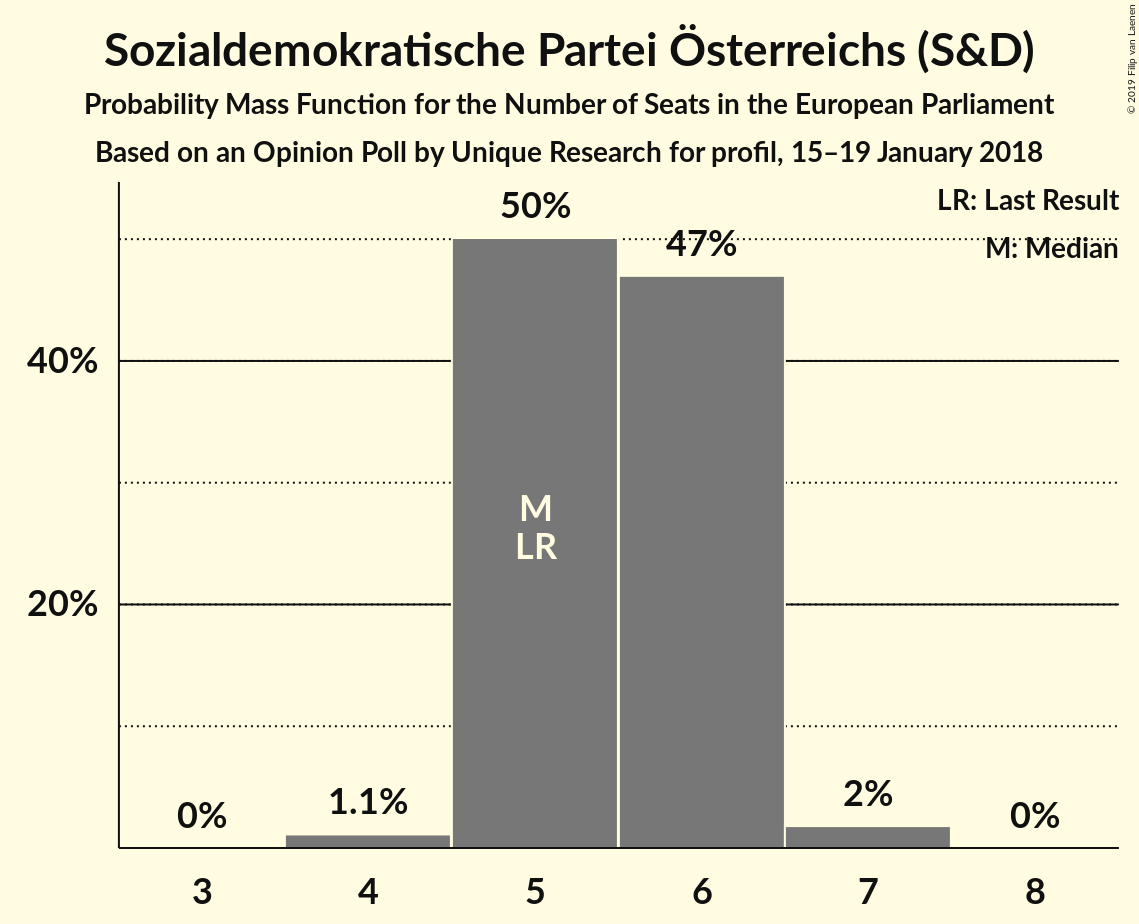 Sozialdemokratische Partei Österreichs (S&D)
Probability Mass Function for the Number of Seats in the European Parliament
Based on an Opinion Poll by Unique Research for profil, 15–19 January 2018
© 2019 Filip van Laenen
LR: Last Result
M: Median
50%
47%
40%
M
LR
20%
0%
1.1%
2%
0%
3 4 5 6 7 8